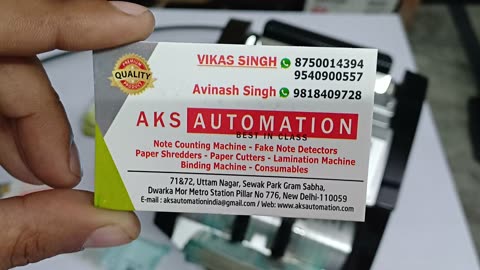 VIKAS SINGH 8750014394
9540900557
Avinash Singh 9818409728
QUALITY
AKS AUTOMATION
BEST IN CLASS
Note Counting Machine - Fake Note Detectors
Paper Shredders - Paper Cutters - Lamination Machine
Binding Machine - Consumables
71&72, Uttam Nagar, Sewak Park Gram Sabha,
Dwarka Mor Metro Station Pillar No 776, New Delhi-110059
E-mail : aksautomationindia@gmail.com / Web: www.aksautomation.com